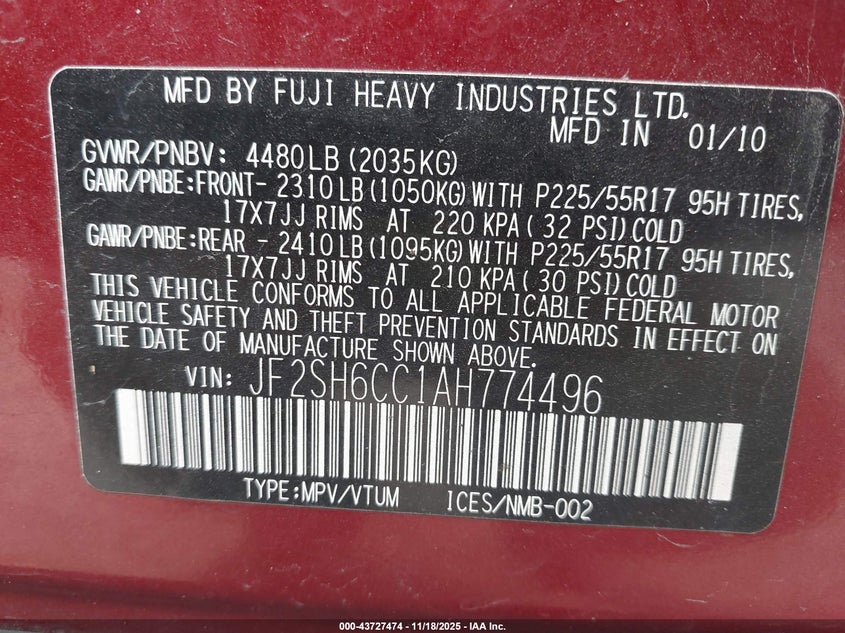 MFD BY FUJI HEAVY INDUSTRIES LTD.
MFD IN 01/10
GVWR/PNBV: 4480LB (2035KG)
GAWR/PNBE:FRONT- 2310LB (1050KG) WITH P225/55R17 95H TIRES,
17X7JJ RIMS AT 220 KPA ( 32 PSI) COLD
GAWR/PNBE:REAR - 2410LB (1095KG) WITH P225/55R17 95H TIRES,
17X7JJ RIMS AT 210 KPA ( 30 PSI) COLD
THIS VEHICLE CONFORMS TO ALL APPLICABLE FEDERAL MOTOR
VEHICLE SAFETY AND THEFT PREVENTION STANDARDS IN EFFECT ON
THE DATE OF MANUFACTURE SHOWN ABOVE.
VIN: JF2SH6CC1AH774496
TYPE:MPV/VTUM ICES/NMB-002
000-43727474 - 11/18/2025 - IAA Inc.